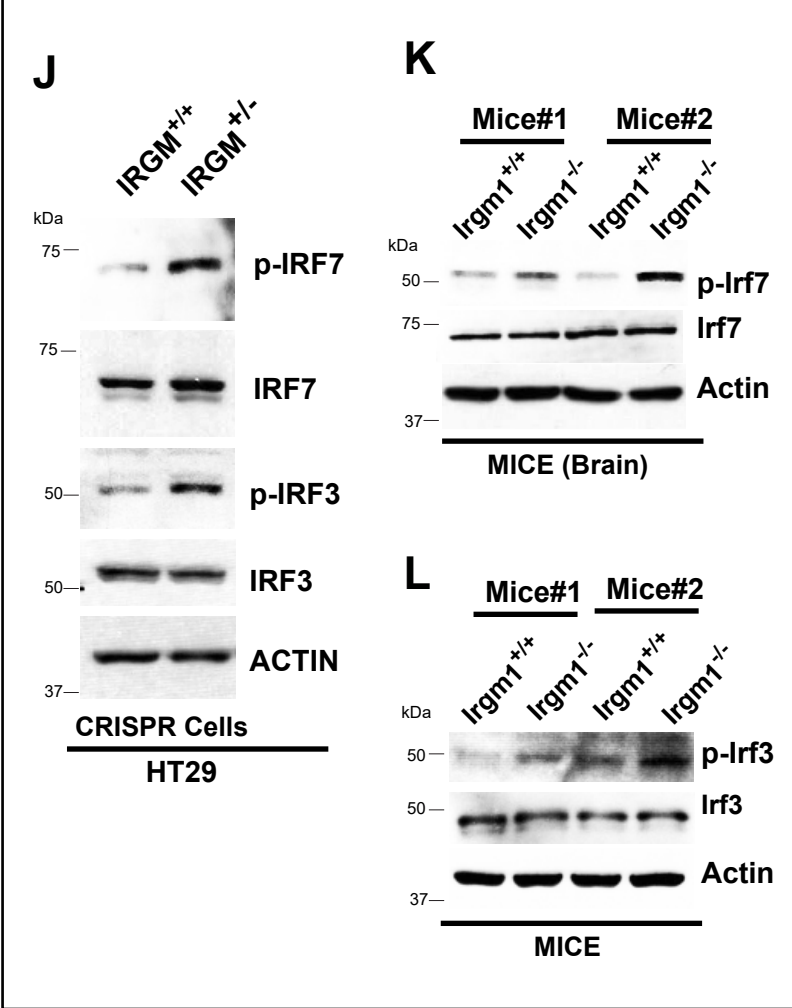 J
IRGM+/+ IRGM+/-
kDa
75
p-IRF7
75
IRF7
50
p-IRF3
50
IRF3
ACTIN
37
CRISPR Cells
HT29
K
Mice#1 Mice#2
Irgm1+/+ Irgm1-/- Irgm1+/+ Irgm1-/-
kDa
50
p-Irf7
75
Irf7
Actin
37
MICE (Brain)
L
Mice#1 Mice#2
Irgm1+/+ Irgm1-/- Irgm1+/+ Irgm1-/-
kDa
50
p-Irf3
50
Irf3
Actin
37
MICE